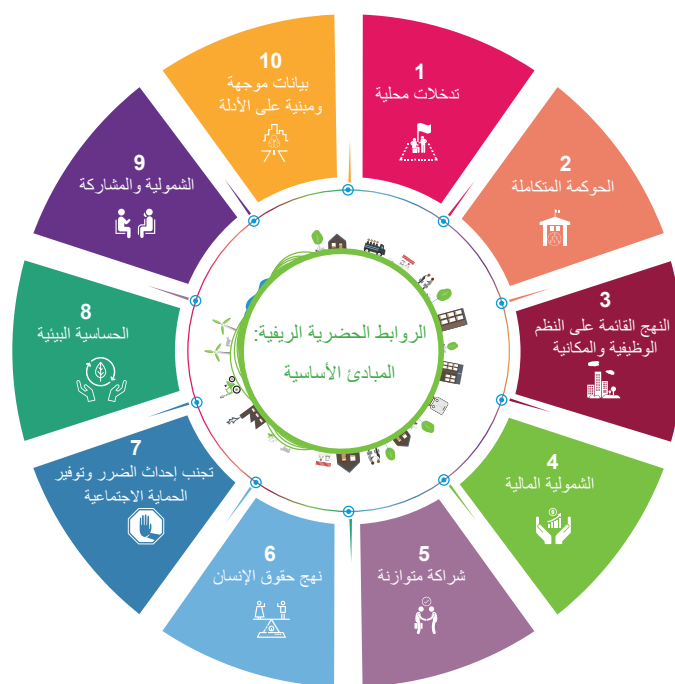 الروابط الحضرية الريفية:
المبادئ الأساسية
1
تدخلات محلية
2
الحوكمة المتكاملة
3
النهج القائمة على النظم
الوظيفية والمكانية
4
الشمولية المالية
5
شراكة متوازنة
6
نهج حقوق الإنسان
7
تجنب إحداث الضرر وتوفير
الحماية الاجتماعية
8
الحساسية البيئية
9
الشمولية والمشاركة
10
بيانات موجهة
ومبنية على الأدلة